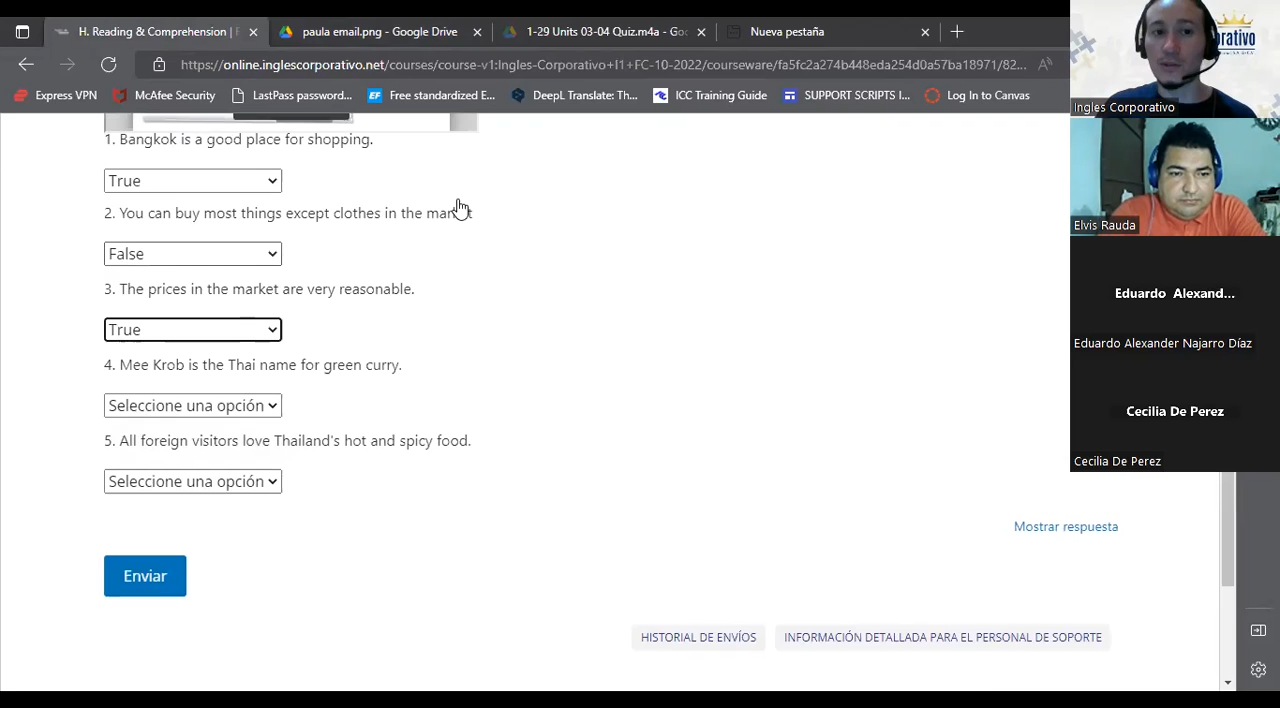 H. Reading & Comprehension |
paula email.png - Google Drive
1-29 Units 03-04 Quiz.m4a - Goo
Nueva pestaña
https://online.inglescorporativo.net/courses/course-v1:Ingles-Corporativo+I1+FC-10-2022/courseware/fa5fc2a274b448eda254d0a57ba18971/82...
Express VPN
McAfee Security
LastPass password...
Free standardized E...
DeepL Translate: Th...
ICC Training Guide
SUPPORT SCRIPTS I...
Log In to Canvas
1. Bangkok is a good place for shopping.
True
2. You can buy most things except clothes in the market
False
3. The prices in the market are very reasonable.
True
4. Mee Krob is the Thai name for green curry.
Seleccione una opción
5. All foreign visitors love Thailand's hot and spicy food.
Seleccione una opción
Mostrar respuesta
Enviar
HISTORIAL DE ENVÍOS
INFORMACIÓN DETALLADA PARA EL PERSONAL DE SOPORTE
Ingles Corporativo
Elvis Rauda
Eduardo Alexand...
Eduardo Alexander Najarro Díaz
Cecilia De Perez
Cecilia De Perez